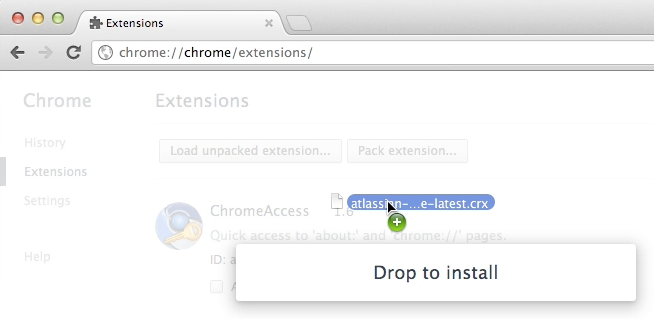 Extensions
chrome://chrome/extensions/
Chrome
Extensions
History
Load unpacked extension...
Pack extension...
Extensions
Settings
atlassian-...e-latest.crx
ChromeAccess 1.6
Quick access to 'about:' and 'chrome://' pages.
Help
ID: a
Drop to install
A